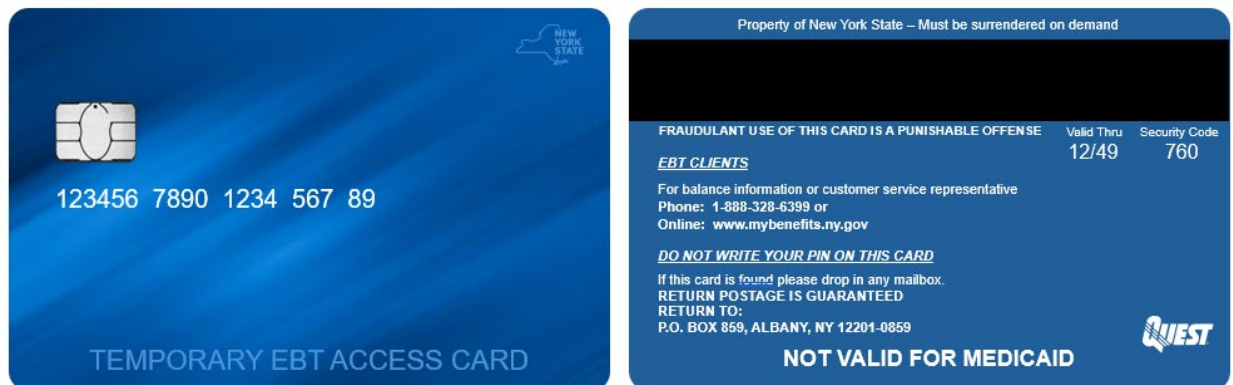 NEW
YORK
STATE
123456 7890 1234 567 89
TEMPORARY EBT ACCESS CARD
Property of New York State – Must be surrendered on demand
FRAUDULANT USE OF THIS CARD IS A PUNISHABLE OFFENSE
Valid Thru
12/49
Security Code
760
EBT CLIENTS
For balance information or customer service representative
Phone: 1-888-328-6399 or
Online: www.mybenefits.ny.gov
DO NOT WRITE YOUR PIN ON THIS CARD
If this card is found please drop in any mailbox.
RETURN POSTAGE IS GUARANTEED
RETURN TO:
P.O. BOX 859, ALBANY, NY 12201-0859
QUEST
NOT VALID FOR MEDICAID